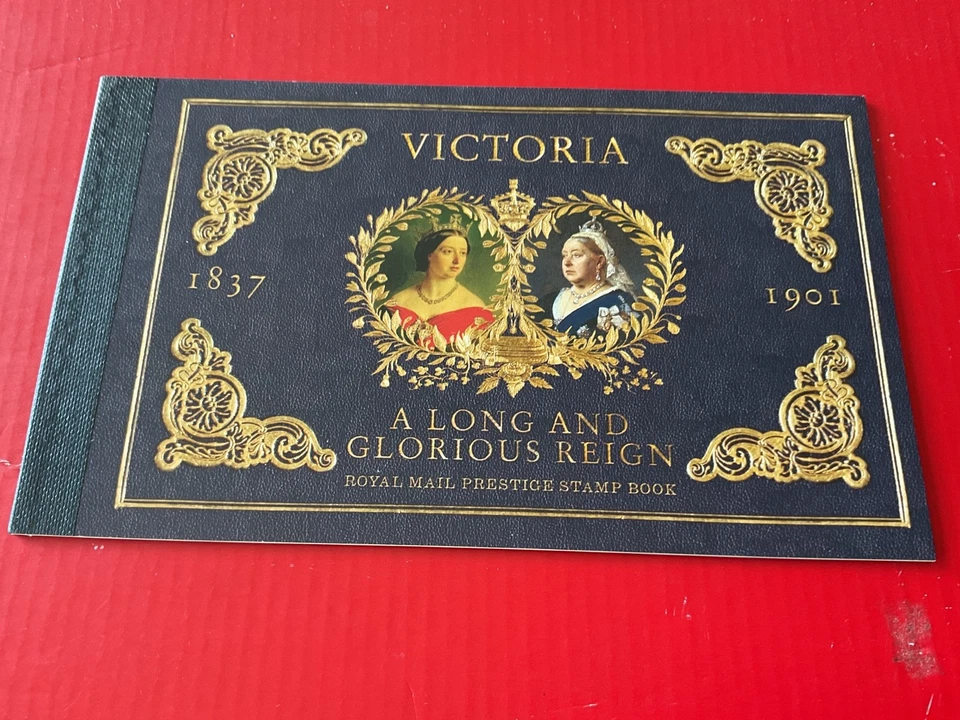 VICTORIA
1837
1901
A LONG AND
GLORIOUS REIGN
ROYAL MAIL PRESTIGE STAMP BOOK